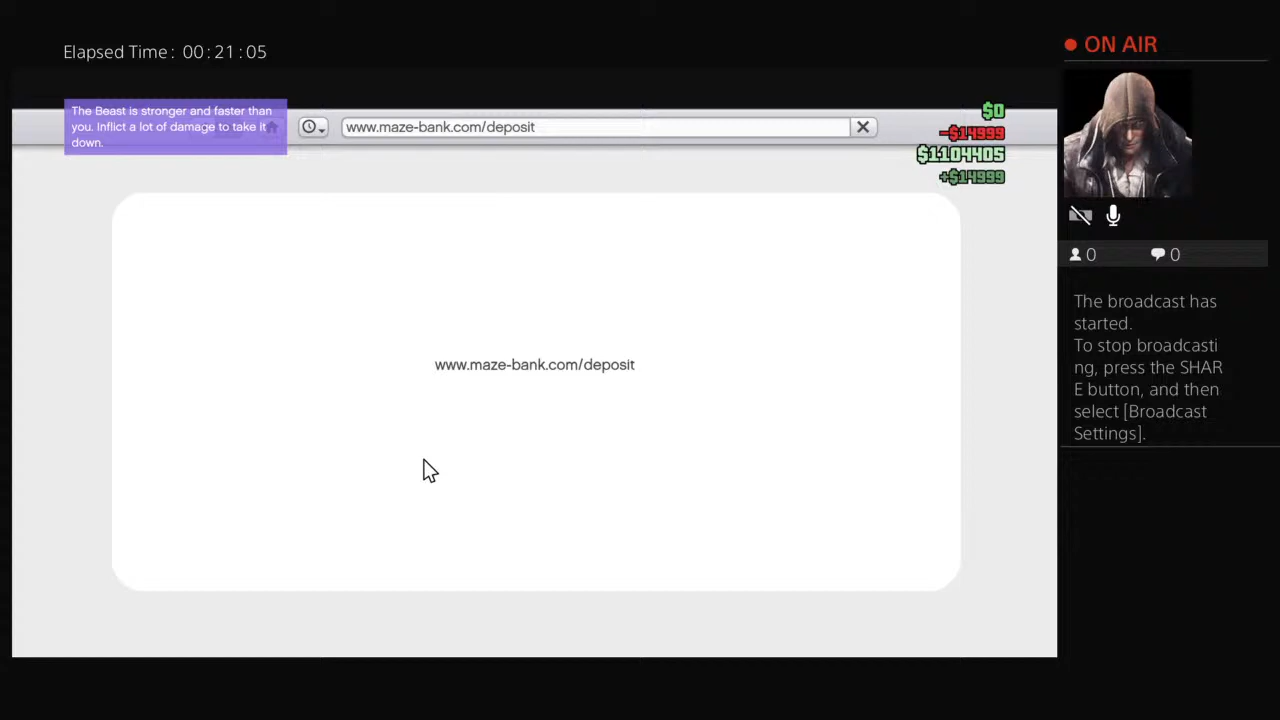 Elapsed Time: 00:21:05
ON AIR
The Beast is stronger and faster than
you. Inflict a lot of damage to take it
down.
www.maze-bank.com/deposit
$0
-$14999
$1104405
+$14999
0
0
www.maze-bank.com/deposit
The broadcast has
started.
To stop broadcasti
ng, press the SHAR
E button, and then
select [Broadcast
Settings].